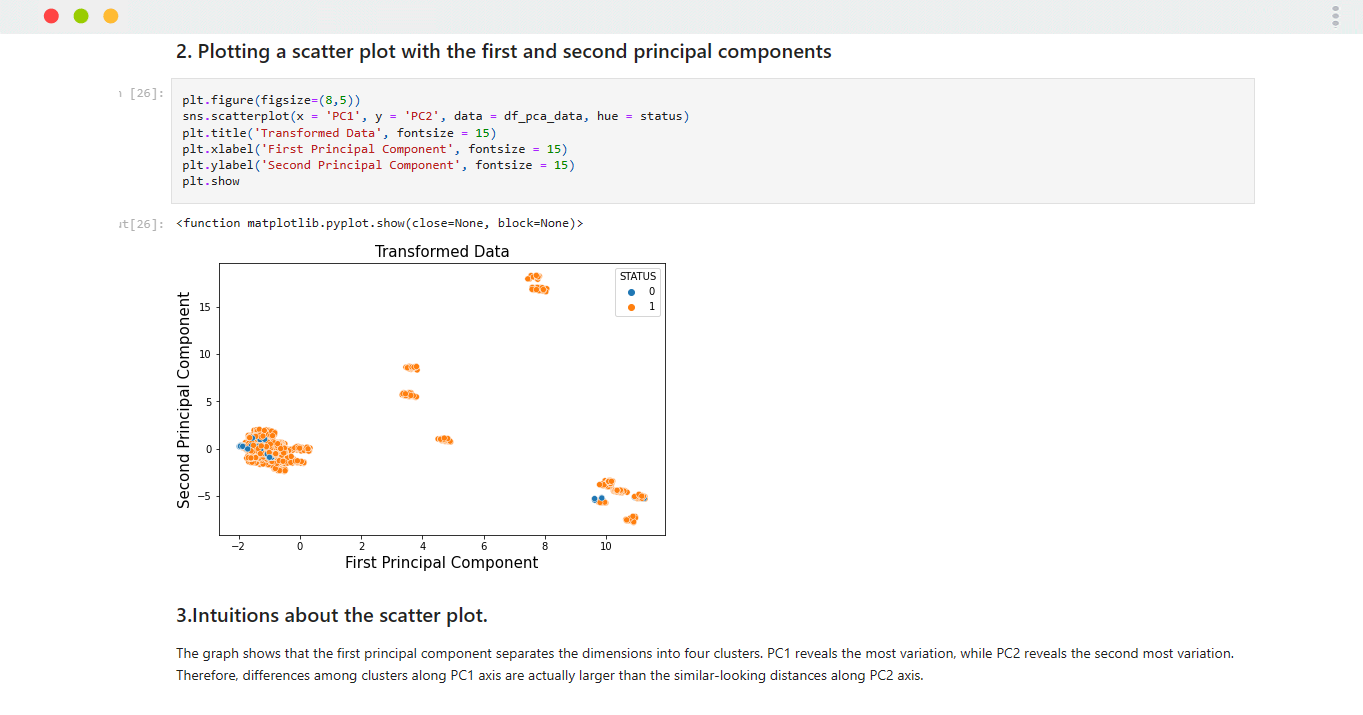 2. Plotting a scatter plot with the first and second principal components
[26]:
plt.figure(figsize=(8,5))
sns.scatterplot(x = 'PC1', y = 'PC2', data = df_pca_data, hue = status)
plt.title('Transformed Data', fontsize = 15)
plt.xlabel('First Principal Component', fontsize = 15)
plt.ylabel('Second Principal Component', fontsize = 15)
plt.show
t[26]: <function matplotlib.pyplot.show(close=None, block=None)>
Transformed Data
STATUS
0
1
Second Principal Component
15
10
5
0
−5
−2 0 2 4 6 8 10
First Principal Component
3.Intuitions about the scatter plot.
The graph shows that the first principal component separates the dimensions into four clusters. PC1 reveals the most variation, while PC2 reveals the second most variation.
Therefore, differences among clusters along PC1 axis are actually larger than the similar-looking distances along PC2 axis.